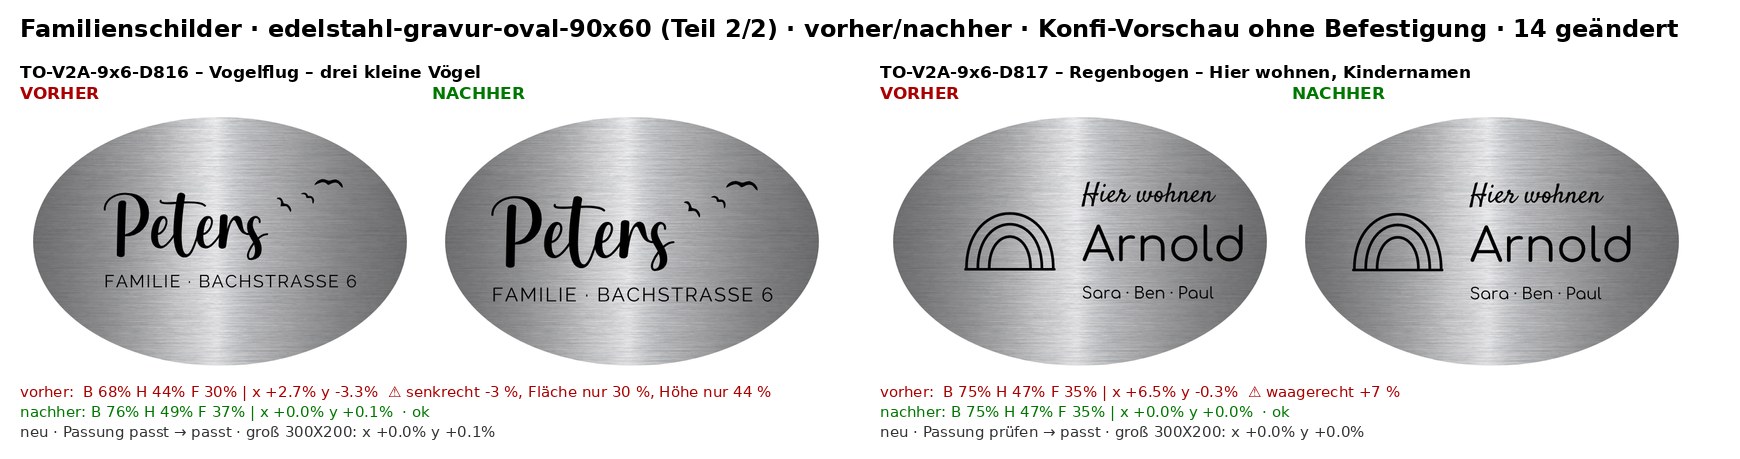 Familienschilder · edelstahl-gravur-oval-90x60 (Teil 2/2) · vorher/nachher · Konfi-Vorschau ohne Befestigung · 14 geändert
TO-V2A-9x6-D816 – Vogelflug – drei kleine Vögel
VORHER
NACHHER
Peters
FAMILIE · BACHSTRASSE 6
Peters
FAMILIE · BACHSTRASSE 6
vorher:  B 68% H 44% F 30% | x +2.7% y -3.3%  ⚠ senkrecht -3 %, Fläche nur 30 %, Höhe nur 44 %
nachher: B 76% H 49% F 37% | x +0.0% y +0.1%  · ok
neu · Passung passt → passt · groß 300X200: x +0.0% y +0.1%
TO-V2A-9x6-D817 – Regenbogen – Hier wohnen, Kindernamen
VORHER
NACHHER
Hier wohnen
Arnold
Sara · Ben · Paul
Hier wohnen
Arnold
Sara · Ben · Paul
vorher:  B 75% H 47% F 35% | x +6.5% y -0.3%  ⚠ waagerecht +7 %
nachher: B 75% H 47% F 35% | x +0.0% y +0.0%  · ok
neu · Passung prüfen → passt · groß 300X200: x +0.0% y +0.0%